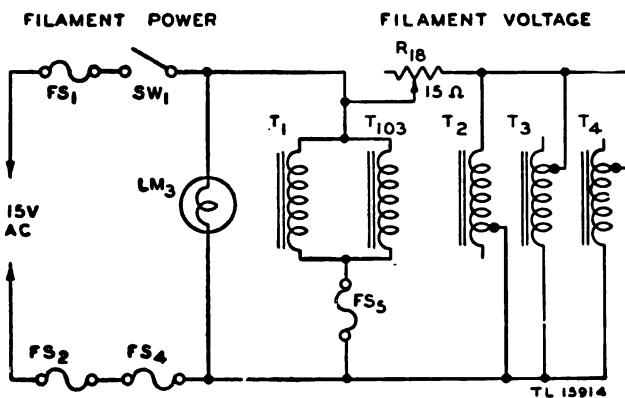 FILAMENT POWER
FILAMENT VOLTAGE
R18
15 Ω
FS1
SW1
T1
T103
T2
T3
T4
LM3
15V
AC
FS5
FS2
FS4
TL 15914